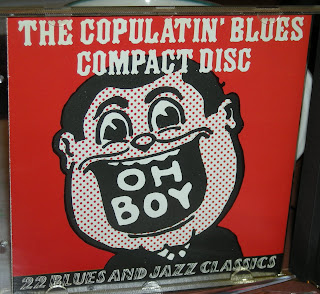 THE COPULATIN' BLUES
COMPACT DISC
OH
BOY
22 BLUES AND JAZZ CLASSICS